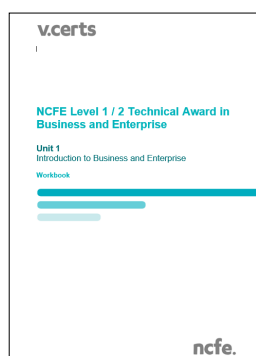 v.certs
NCFE Level 1 / 2 Technical Award in
Business and Enterprise
Unit 1
Introduction to Business and Enterprise
Workbook
ncfe.